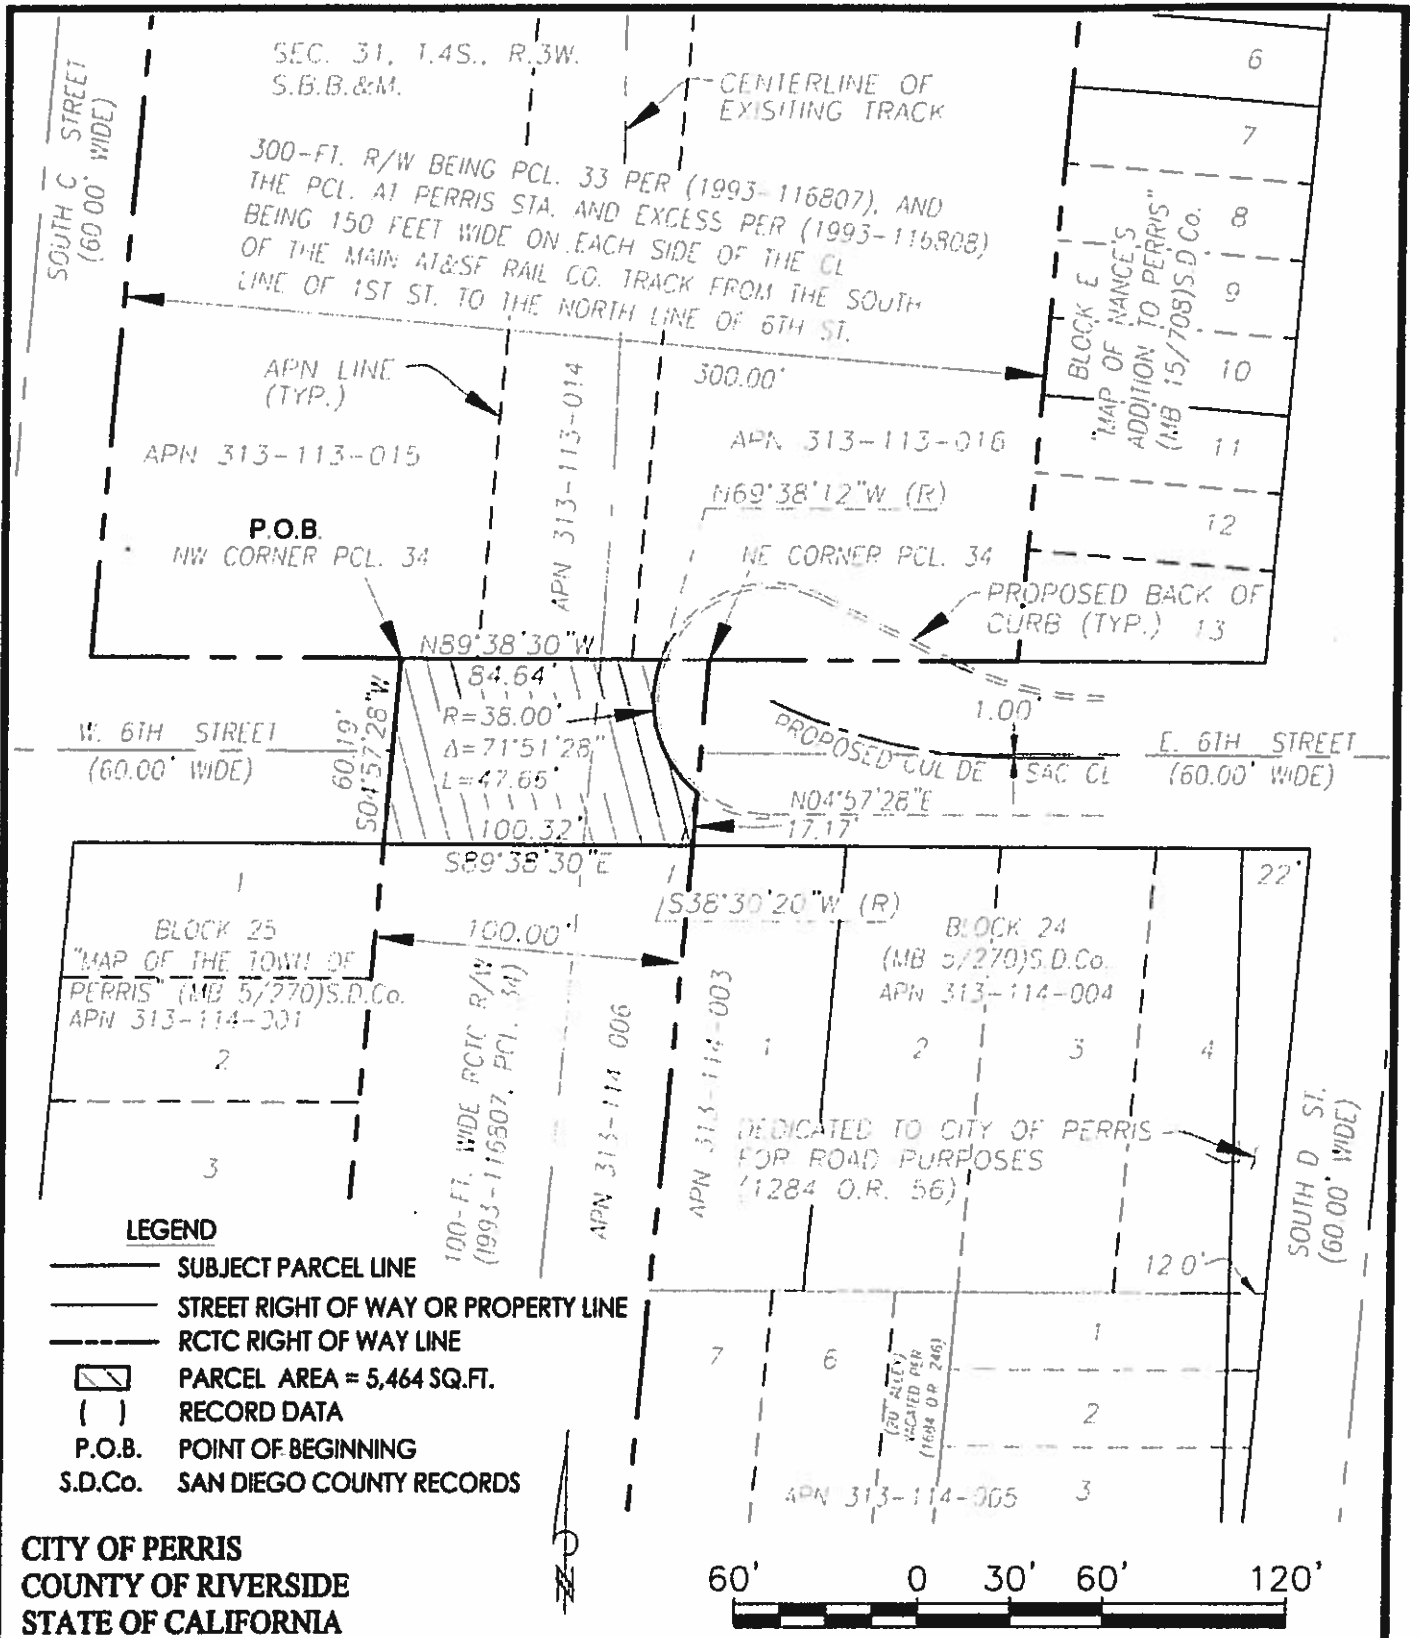 SEC. 31, T.4S., R.3W.
S.B.B.&M.
SOUTH C STREET
(60.00' WIDE)
CENTERLINE OF
EXISITING TRACK
300-FT. R/W BEING PCL. 33 PER (1993-116807), AND
THE PCL. AT PERRIS STA. AND EXCESS PER (1993-116808)
BEING 150 FEET WIDE ON EACH SIDE OF THE CL
OF THE MAIN AT&SF RAIL CO. TRACK FROM THE SOUTH
LINE OF 1ST ST. TO THE NORTH LINE OF 6TH ST.
300.00'
6
7
8
9
10
11
12
13
BLOCK E
"MAP OF NANCE'S
ADDITION TO PERRIS"
(MB 15/708)S.D.Co.
APN LINE
(TYP.)
APN 313-113-015
APN 313-113-014
APN 313-113-016
N69°38'12"W (R)
P.O.B.
NW CORNER PCL. 34
NE CORNER PCL. 34
PROPOSED BACK OF
CURB (TYP.)
N89°38'30"W
84.64'
R=38.00'
Δ=71°51'28"
L=47.65'
100.32'
S89°38'30"E
60.19'
S04°57'28"W
W. 6TH STREET
(60.00' WIDE)
1.00'
PROPOSED CUL DE SAC CL
E. 6TH STREET
(60.00' WIDE)
N04°57'28"E
17.17'
S38°30'20"W (R)
22'
1
BLOCK 25
"MAP OF THE TOWN OF
PERRIS" (MB 5/270)S.D.Co.
APN 313-114-001
2
3
100.00'
100-FT. WIDE RCTC R/W
(1993-116807, PCL. 34)
APN 313-114-006
APN 313-114-003
BLOCK 24
(MB 5/270)S.D.Co.
APN 313-114-004
1
2
3
4
DEDICATED TO CITY OF PERRIS
FOR ROAD PURPOSES
(1284 O.R. 56)
SOUTH D ST.
(60.00' WIDE)
12.0'
7
6
(20' ALLEY)
VACATED PER
(1684 O.R. 246)
1
2
3
APN 313-114-005
LEGEND
SUBJECT PARCEL LINE
STREET RIGHT OF WAY OR PROPERTY LINE
RCTC RIGHT OF WAY LINE
PARCEL AREA = 5,464 SQ.FT.
( ) RECORD DATA
P.O.B. POINT OF BEGINNING
S.D.Co. SAN DIEGO COUNTY RECORDS
CITY OF PERRIS
COUNTY OF RIVERSIDE
STATE OF CALIFORNIA
60' 0 30' 60' 120'